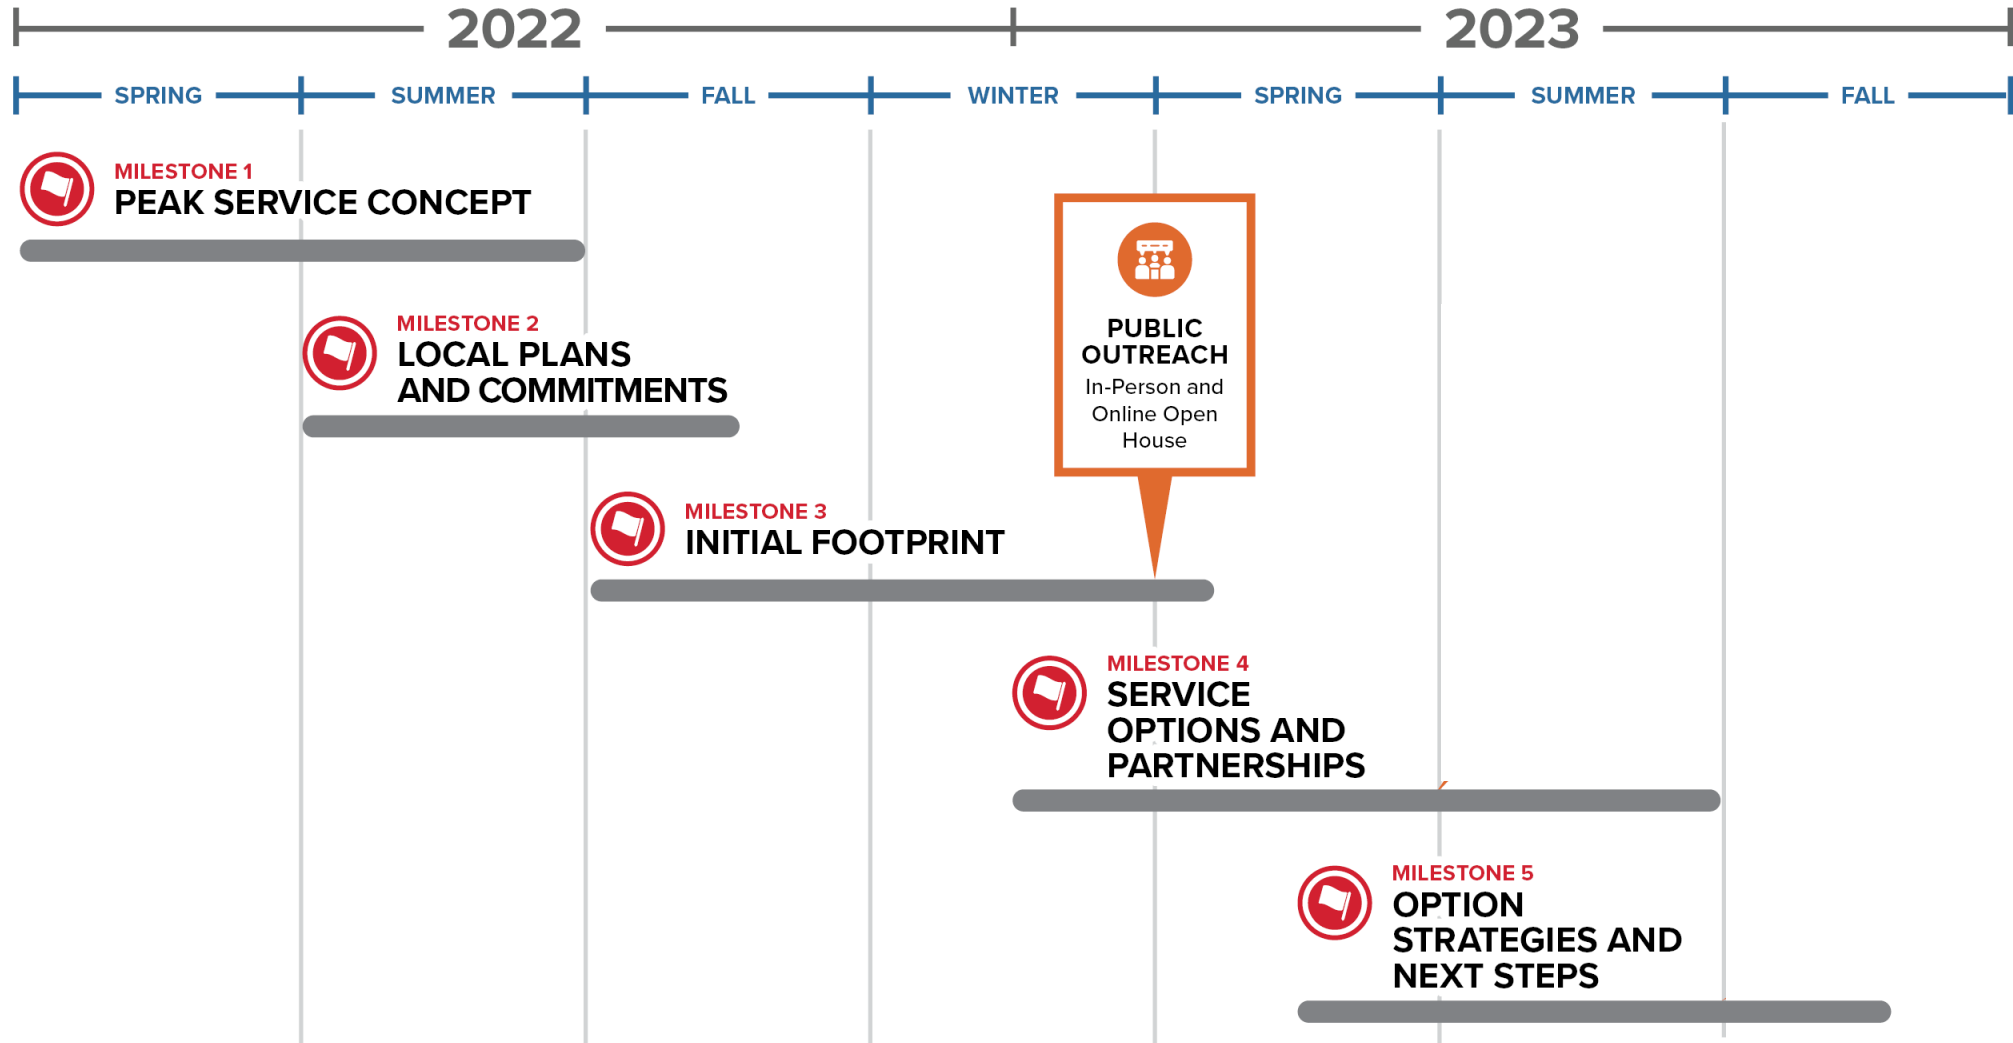 2022
2023
SPRING
SUMMER
FALL
WINTER
SPRING
SUMMER
FALL
MILESTONE 1
PEAK SERVICE CONCEPT
MILESTONE 2
LOCAL PLANS
AND COMMITMENTS
PUBLIC
OUTREACH
In-Person and
Online Open
House
MILESTONE 3
INITIAL FOOTPRINT
MILESTONE 4
SERVICE
OPTIONS AND
PARTNERSHIPS
MILESTONE 5
OPTION
STRATEGIES AND
NEXT STEPS